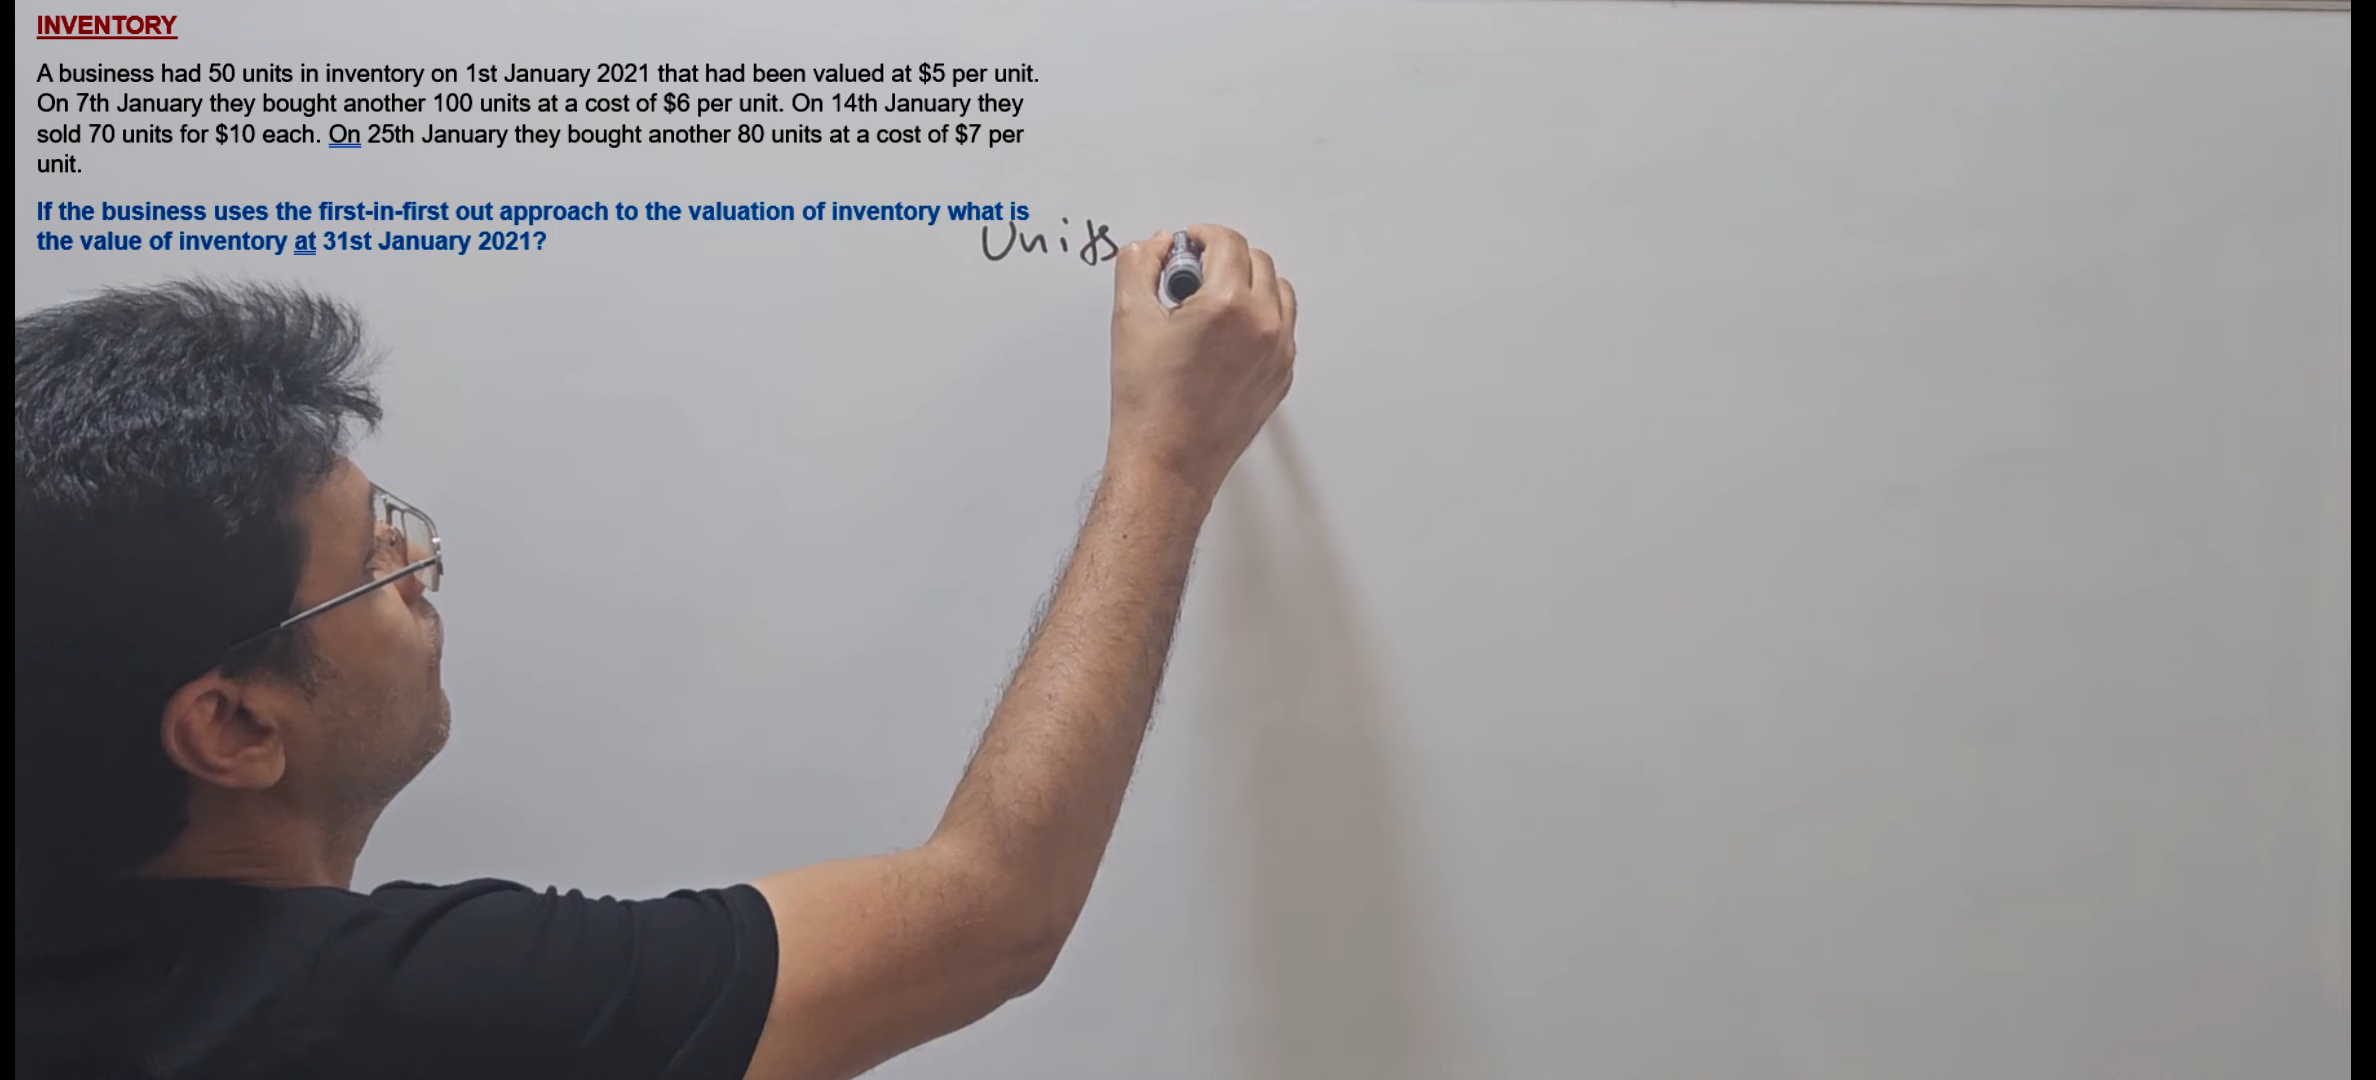 INVENTORY
A business had 50 units in inventory on 1st January 2021 that had been valued at $5 per unit.
On 7th January they bought another 100 units at a cost of $6 per unit. On 14th January they
sold 70 units for $10 each. On 25th January they bought another 80 units at a cost of $7 per
unit.
If the business uses the first-in-first out approach to the valuation of inventory what is
the value of inventory at 31st January 2021?
Units